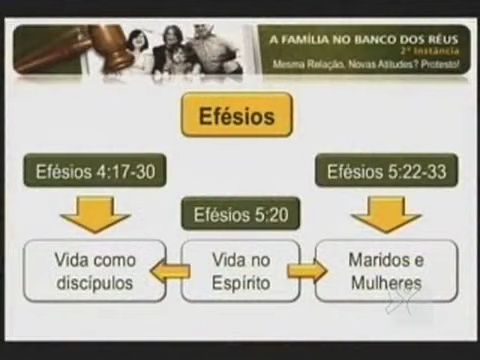 A FAMÍLIA NO BANCO DOS RÉUS
2ª Instância
Mesma Relação, Novas Atitudes? Protesto!
Efésios
Efésios 4:17-30
Efésios 5:22-33
Efésios 5:20
Vida como
discípulos
Vida no
Espírito
Maridos e
Mulheres